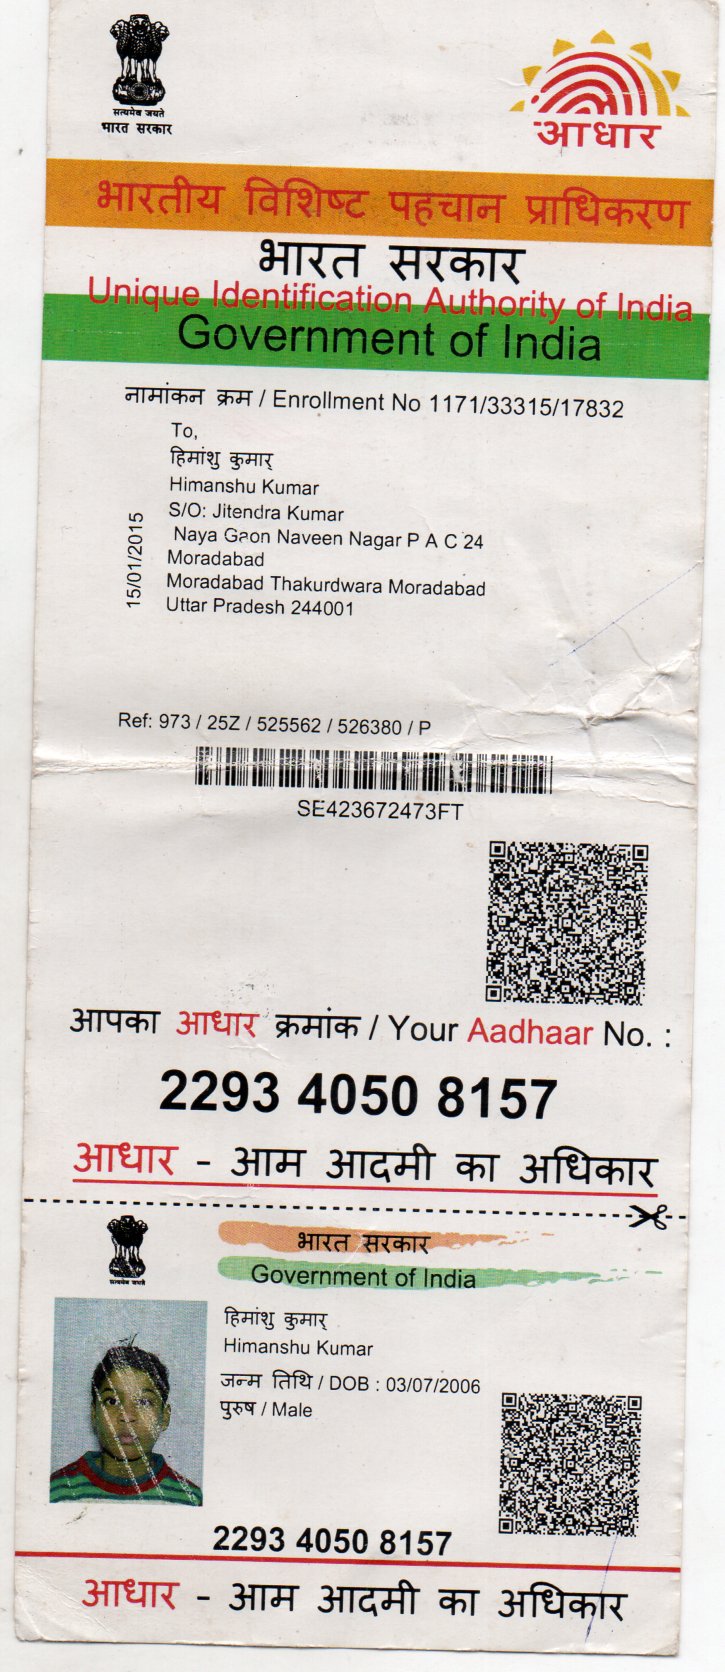 सत्यमेव जयते
भारत सरकार
आधार
भारतीय विशिष्ट पहचान प्राधिकरण
भारत सरकार
Unique Identification Authority of India
Government of India
नामांकन क्रम / Enrollment No 1171/33315/17832
To,
हिमांशु कुमार्
Himanshu Kumar
S/O: Jitendra Kumar
Naya Gaon Naveen Nagar P A C 24
Moradabad
Moradabad Thakurdwara Moradabad
Uttar Pradesh 244001
15/01/2015
Ref: 973 / 25Z / 525562 / 526380 / P
SE423672473FT
आपका आधार क्रमांक / Your Aadhaar No. :
2293 4050 8157
आधार - आम आदमी का अधिकार
सत्यमेव जयते
भारत सरकार
Government of India
हिमांशु कुमार्
Himanshu Kumar
जन्म तिथि / DOB : 03/07/2006
पुरुष / Male
2293 4050 8157
आधार - आम आदमी का अधिकार